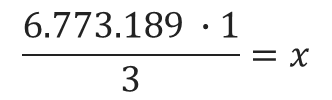 6.773.189 · 1
3
= x